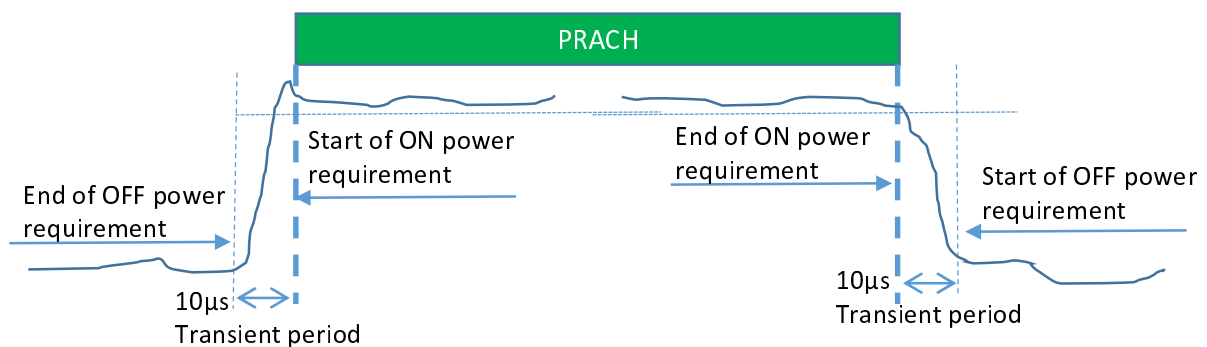 PRACH
Start of ON power
requirement
End of ON power
requirement
End of OFF power
requirement
Start of OFF power
requirement
10µs
Transient period
10µs
Transient period